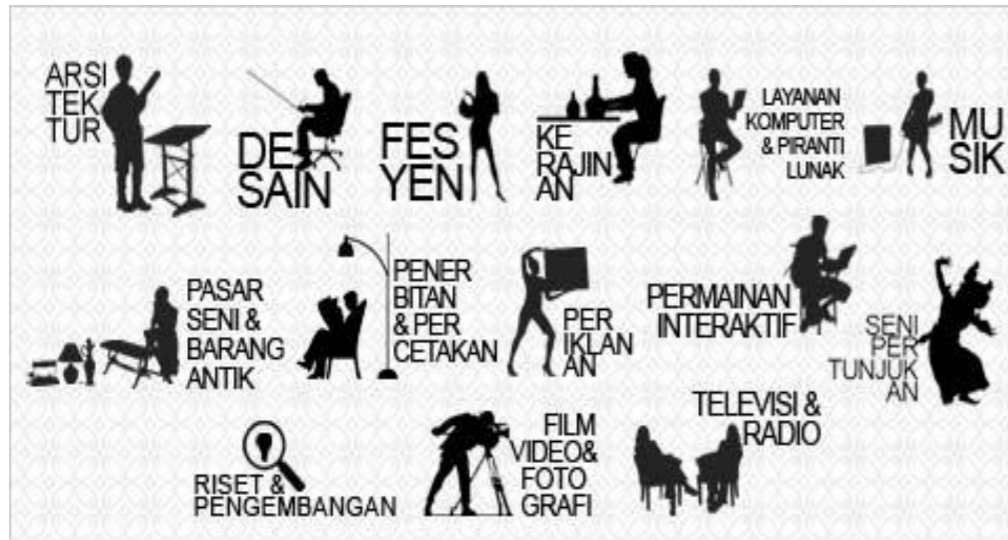 ARSI
TEK
TUR
DE
SAIN
FES
YEN
KE
RAJIN
AN
LAYANAN
KOMPUTER
& PIRANTI
LUNAK
MU
SIK
PASAR
SENI &
BARANG
ANTIK
PENER
BITAN
& PER
CETAKAN
PER
IKLAN
AN
PERMAINAN
INTERAKTIF
SENI
PER
TUNJUK
AN
RISET &
PENGEMBANGAN
FILM
VIDEO&
FOTO
GRAFI
TELEVISI &
RADIO